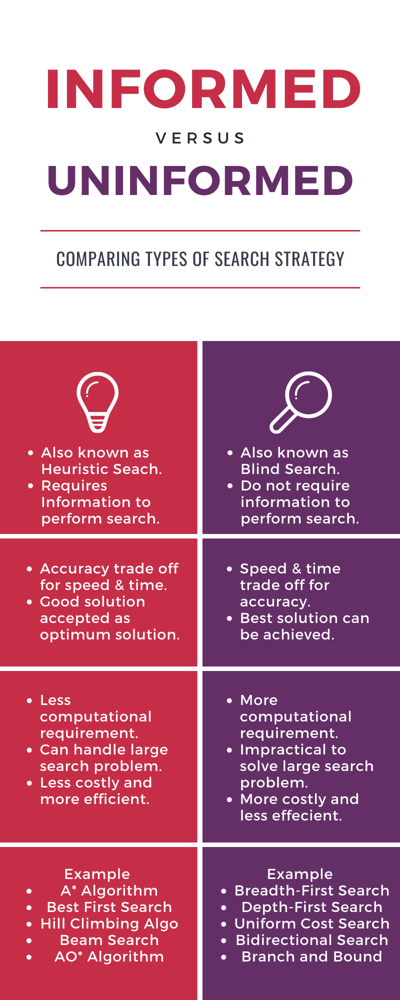 INFORMED
VERSUS
UNINFORMED
COMPARING TYPES OF SEARCH STRATEGY
• Also known as
Heuristic Seach.
• Requires
Information to
perform search.
• Also known as
Blind Search.
• Do not require
information to
perform search.
• Accuracy trade off
for speed & time.
• Good solution
accepted as
optimum solution.
• Speed & time
trade off for
accuracy.
• Best solution can
be achieved.
• Less
computational
requirement.
• Can handle large
search problem.
• Less costly and
more efficient.
• More
computational
requirement.
• Impractical to
solve large search
problem.
• More costly and
less effecient.
Example
• A* Algorithm
• Best First Search
• Hill Climbing Algo
• Beam Search
• AO* Algorithm
Example
• Breadth-First Search
• Depth-First Search
• Uniform Cost Search
• Bidirectional Search
• Branch and Bound